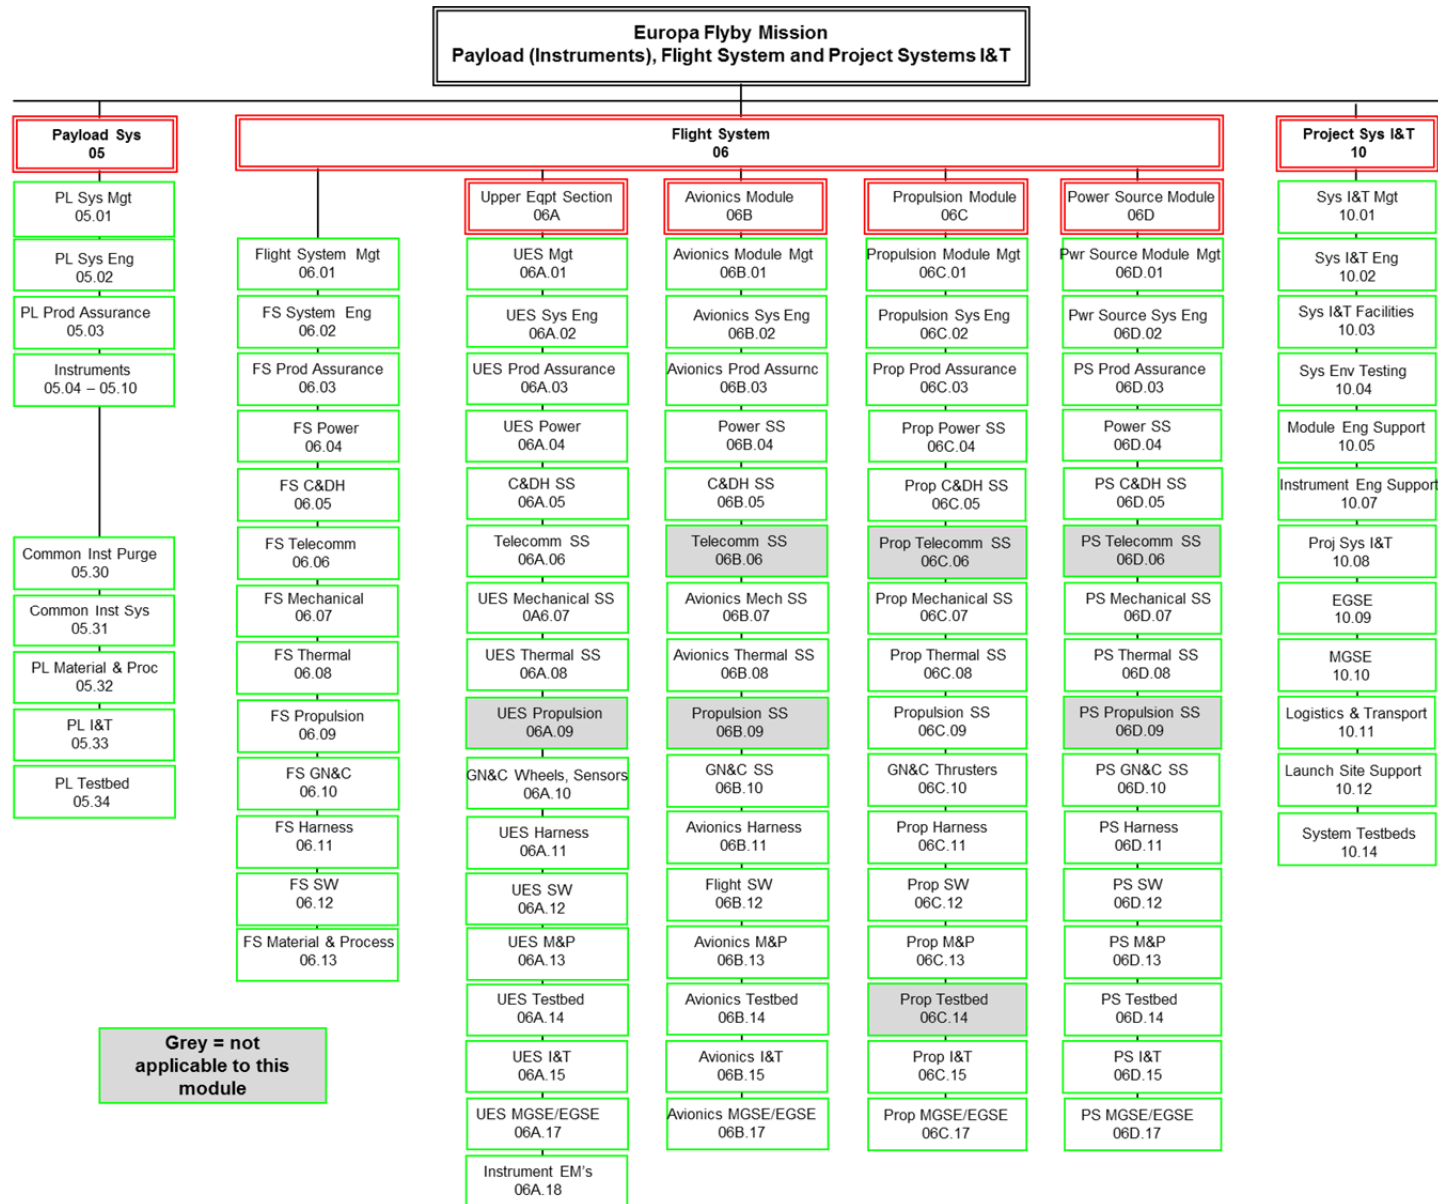 Europa Flyby Mission
Payload (Instruments), Flight System and Project Systems I&T
Payload Sys
05
PL Sys Mgt
05.01
PL Sys Eng
05.02
PL Prod Assurance
05.03
Instruments
05.04 – 05.10
Common Inst Purge
05.30
Common Inst Sys
05.31
PL Material & Proc
05.32
PL I&T
05.33
PL Testbed
05.34
Flight System
06
Flight System Mgt
06.01
FS System Eng
06.02
FS Prod Assurance
06.03
FS Power
06.04
FS C&DH
06.05
FS Telecomm
06.06
FS Mechanical
06.07
FS Thermal
06.08
FS Propulsion
06.09
FS GN&C
06.10
FS Harness
06.11
FS SW
06.12
FS Material & Process
06.13
Upper Eqpt Section
06A
UES Mgt
06A.01
UES Sys Eng
06A.02
UES Prod Assurance
06A.03
UES Power
06A.04
C&DH SS
06A.05
Telecomm SS
06A.06
UES Mechanical SS
0A6.07
UES Thermal SS
06A.08
UES Propulsion
06A.09
GN&C Wheels, Sensors
06A.10
UES Harness
06A.11
UES SW
06A.12
UES M&P
06A.13
UES Testbed
06A.14
UES I&T
06A.15
UES MGSE/EGSE
06A.17
Instrument EM's
06A.18
Avionics Module
06B
Avionics Module Mgt
06B.01
Avionics Sys Eng
06B.02
Avionics Prod Assurnc
06B.03
Power SS
06B.04
C&DH SS
06B.05
Telecomm SS
06B.06
Avionics Mech SS
06B.07
Avionics Thermal SS
06B.08
Propulsion SS
06B.09
GN&C SS
06B.10
Avionics Harness
06B.11
Flight SW
06B.12
Avionics M&P
06B.13
Avionics Testbed
06B.14
Avionics I&T
06B.15
Avionics MGSE/EGSE
06B.17
Propulsion Module
06C
Propulsion Module Mgt
06C.01
Propulsion Sys Eng
06C.02
Prop Prod Assurance
06C.03
Prop Power SS
06C.04
Prop C&DH SS
06C.05
Prop Telecomm SS
06C.06
Prop Mechanical SS
06C.07
Prop Thermal SS
06C.08
Propulsion SS
06C.09
GN&C Thrusters
06C.10
Prop Harness
06C.11
Prop SW
06C.12
Prop M&P
06C.13
Prop Testbed
06C.14
Prop I&T
06C.15
Prop MGSE/EGSE
06C.17
Power Source Module
06D
Pwr Source Module Mgt
06D.01
Pwr Source Sys Eng
06D.02
PS Prod Assurance
06D.03
Power SS
06D.04
PS C&DH SS
06D.05
PS Telecomm SS
06D.06
PS Mechanical SS
06D.07
PS Thermal SS
06D.08
PS Propulsion SS
06D.09
PS GN&C SS
06D.10
PS Harness
06D.11
PS SW
06D.12
PS M&P
06D.13
PS Testbed
06D.14
PS I&T
06D.15
PS MGSE/EGSE
06D.17
Project Sys I&T
10
Sys I&T Mgt
10.01
Sys I&T Eng
10.02
Sys I&T Facilities
10.03
Sys Env Testing
10.04
Module Eng Support
10.05
Instrument Eng Support
10.07
Proj Sys I&T
10.08
EGSE
10.09
MGSE
10.10
Logistics & Transport
10.11
Launch Site Support
10.12
System Testbeds
10.14
Grey = not
applicable to this
module